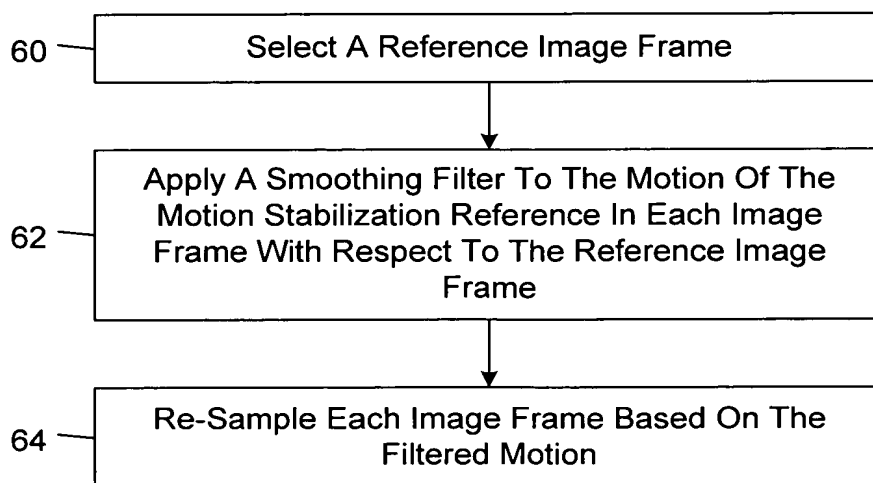 60
Select A Reference Image Frame
62
Apply A Smoothing Filter To The Motion Of The
Motion Stabilization Reference In Each Image
Frame With Respect To The Reference Image
Frame
64
Re-Sample Each Image Frame Based On The
Filtered Motion